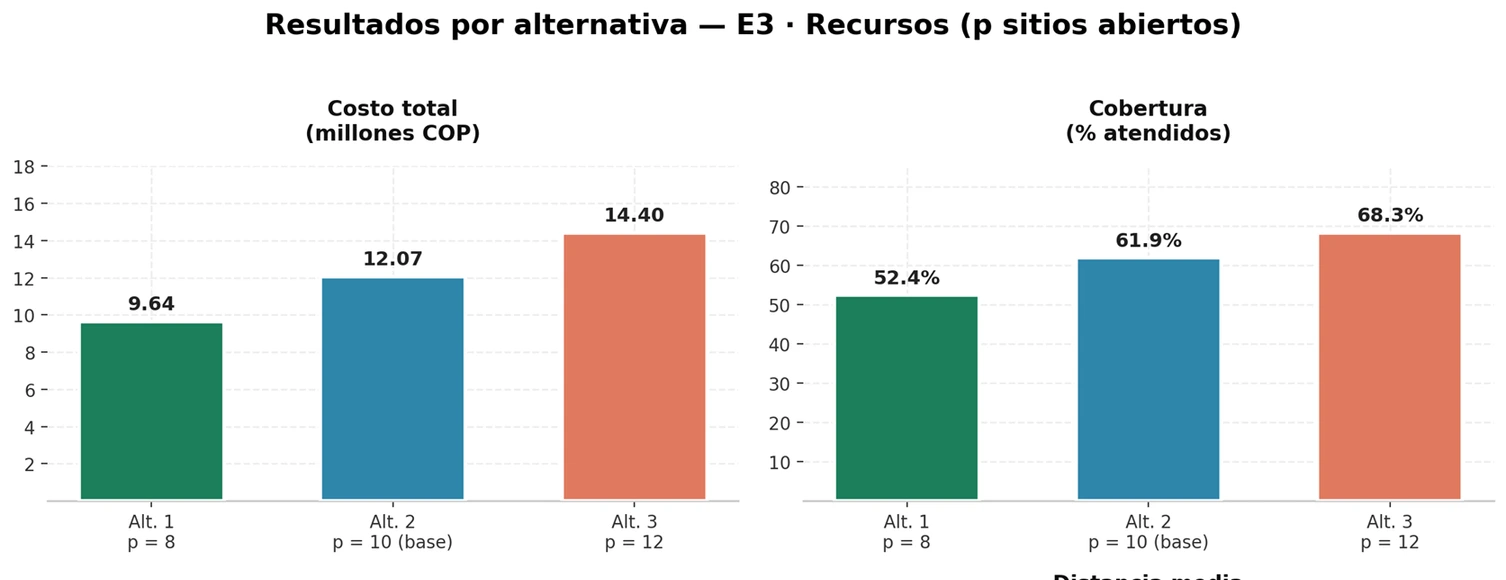 Resultados por alternativa — E3 · Recursos (p sitios abiertos)
Costo total
(millones COP)
18
16
14
12
10
8
6
4
2
9.64
12.07
14.40
Alt. 1
p = 8
Alt. 2
p = 10 (base)
Alt. 3
p = 12
Cobertura
(% atendidos)
80
70
60
50
40
30
20
10
52.4%
61.9%
68.3%
Alt. 1
p = 8
Alt. 2
p = 10 (base)
Alt. 3
p = 12
Distancia media